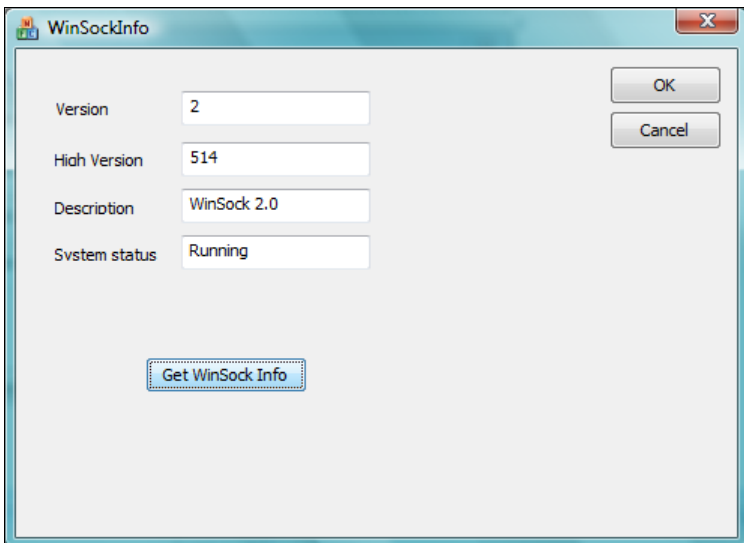 WinSockInfo
OK
Version 2
Cancel
High Version 514
Description WinSock 2.0
System status Running
Get WinSock Info